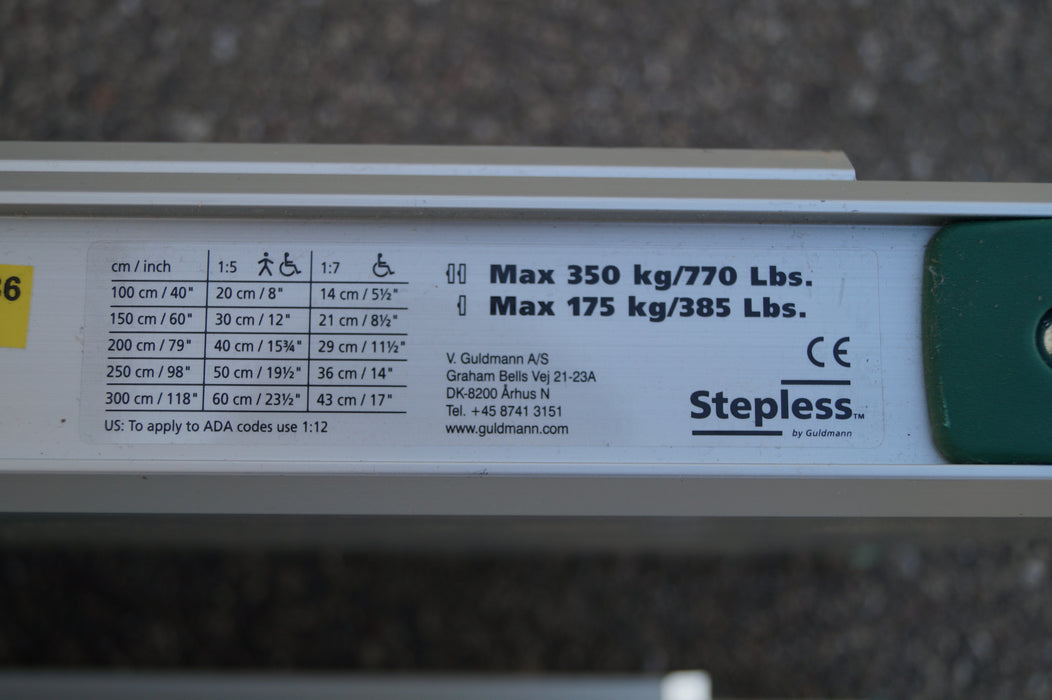 36
cm / inch 1:5 1:7
100 cm / 40" 20 cm / 8" 14 cm / 5½"
150 cm / 60" 30 cm / 12" 21 cm / 8½"
200 cm / 79" 40 cm / 15¾" 29 cm / 11½"
250 cm / 98" 50 cm / 19½" 36 cm / 14"
300 cm / 118" 60 cm / 23½" 43 cm / 17"
US: To apply to ADA codes use 1:12
Max 350 kg/770 Lbs.
Max 175 kg/385 Lbs.
V. Guldmann A/S
Graham Bells Vej 21-23A
DK-8200 Århus N
Tel. +45 8741 3151
www.guldmann.com
CE
Stepless™
by Guldmann